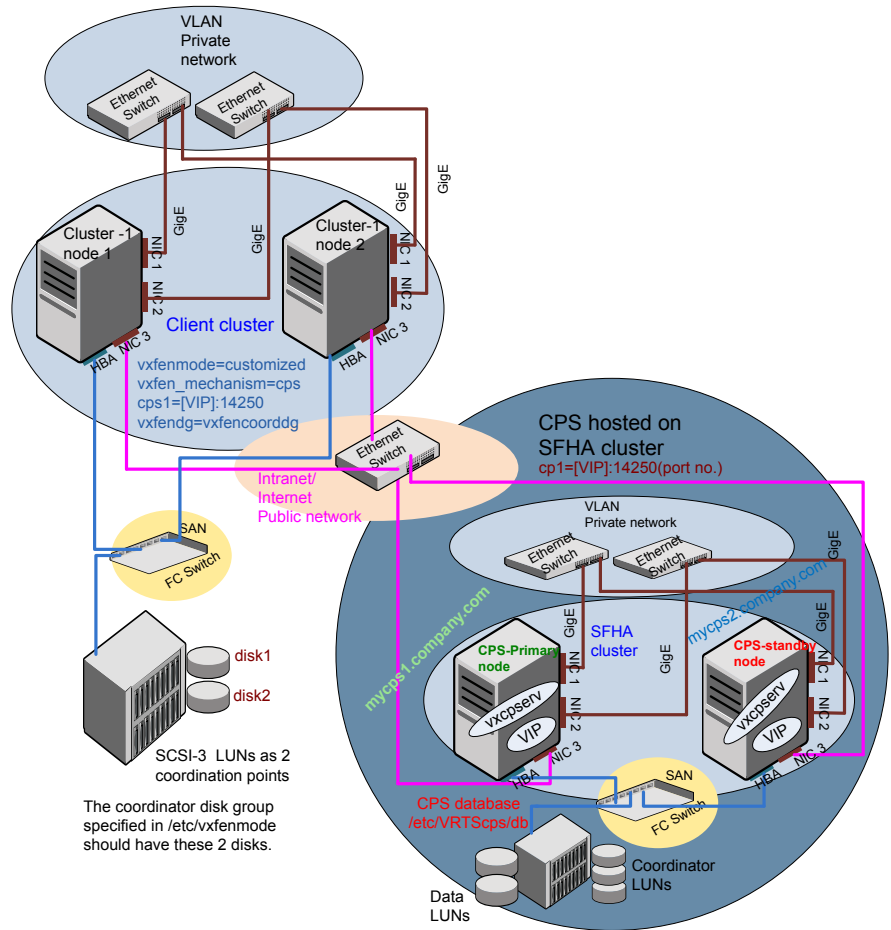 VLAN
Private
network
Ethernet
Switch
Ethernet
Switch
GigE
GigE
GigE
GigE
Cluster -1
node 1
NIC 1
NIC 2
NIC 3
HBA
Cluster-1
node 2
NIC 1
NIC 2
NIC 3
HBA
Client cluster
vxfenmode=customized
vxfen_mechanism=cps
cps1=[VIP]:14250
vxfendg=vxfencoorddg
Ethernet
Switch
Intranet/
Internet
Public network
SAN
FC Switch
disk1
disk2
SCSI-3 LUNs as 2
coordination points
The coordinator disk group
specified in /etc/vxfenmode
should have these 2 disks.
CPS hosted on
SFHA cluster
cp1=[VIP]:14250(port no.)
VLAN
Private network
Ethernet
Switch
Ethernet
Switch
GigE
GigE
GigE
GigE
mycps1.company.com
mycps2.company.com
SFHA
cluster
CPS-Primary
node
NIC 1
NIC 2
NIC 3
HBA
vxcpserv
VIP
CPS-standby
node
NIC 1
NIC 2
NIC 3
HBA
vxcpserv
VIP
SAN
FC Switch
CPS database
/etc/VRTScps/db
Data
LUNs
Coordinator
LUNs